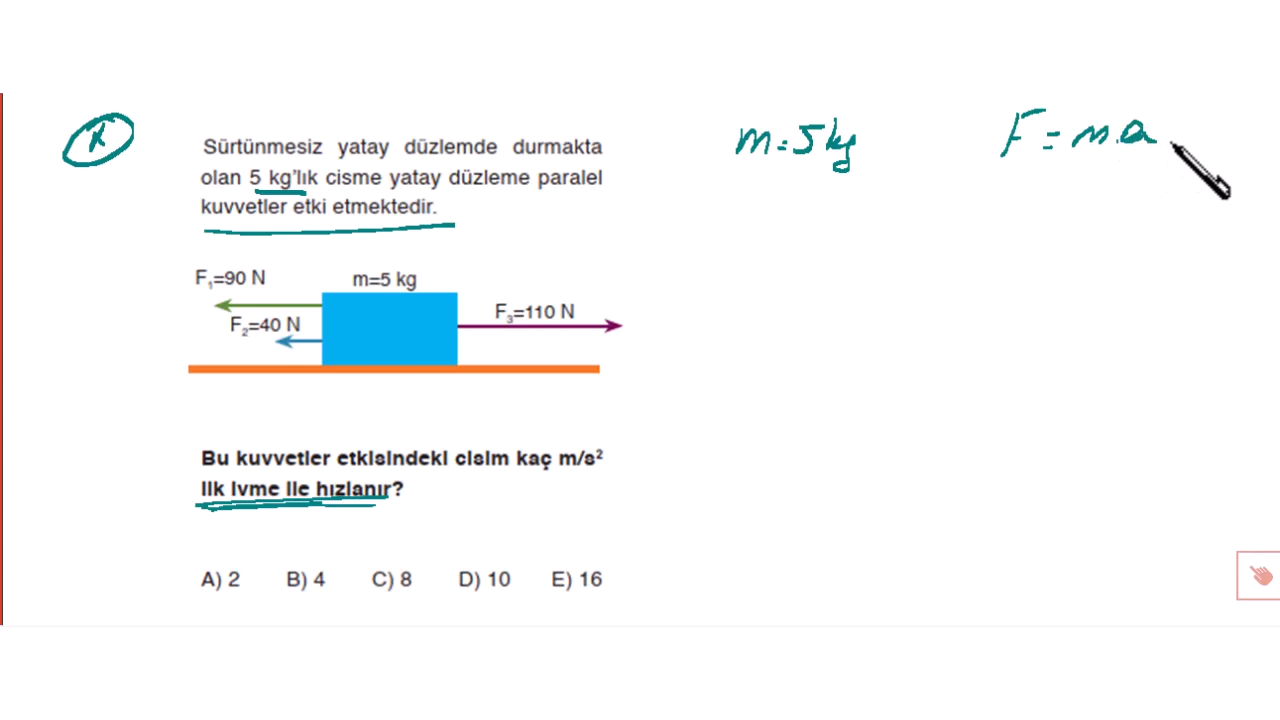 X
Sürtünmesiz yatay düzlemde durmakta
olan 5 kg'lık cisme yatay düzleme paralel
kuvvetler etki etmektedir.
F₁=90 N
m=5 kg
F₂=40 N
F₃=110 N
Bu kuvvetler etkisindeki cisim kaç m/s²
lik ivme ile hızlanır?
A) 2 B) 4 C) 8 D) 10 E) 16
m=5kg
F=m.a